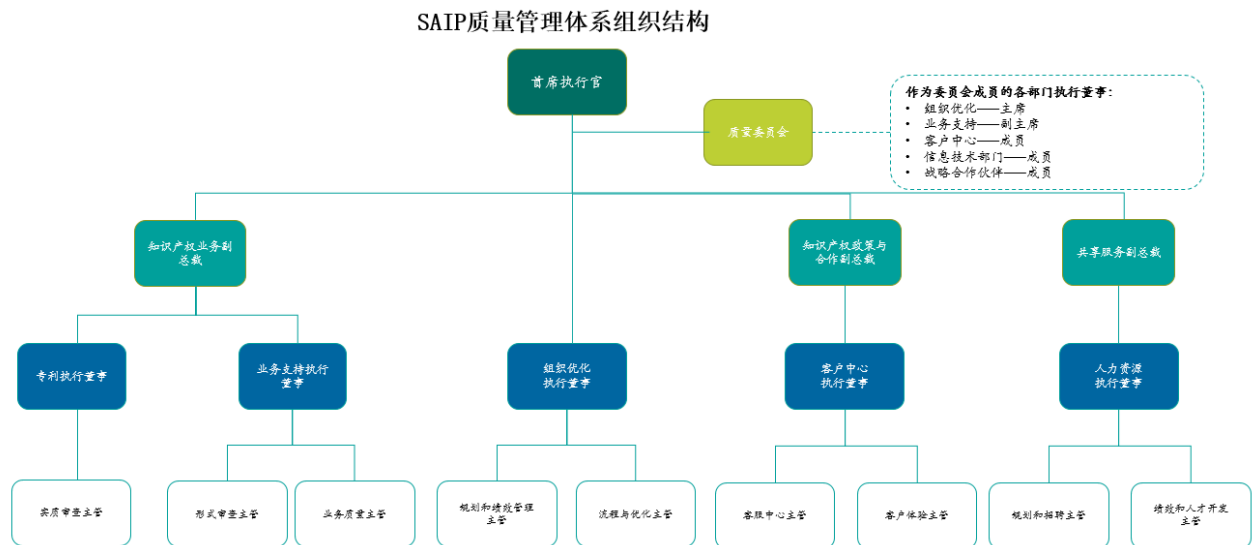 SAIP质量管理体系组织结构
首席执行官
质量委员会
作为委员会成员的各部门执行董事:
• 组织优化——主席
• 业务支持——副主席
• 客户中心——成员
• 信息技术部门——成员
• 战略合作伙伴——成员
知识产权业务副
总裁
知识产权政策与
合作副总裁
共享服务副总裁
专利执行董事
业务支持执行
董事
组织优化
执行董事
客户中心
执行董事
人力资源
执行董事
实质审查主管
形式审查主管
业务质量主管
规划和绩效管理
主管
流程与优化主管
客服中心主管
客户体验主管
规划和招聘主管
绩效和人才开发
主管